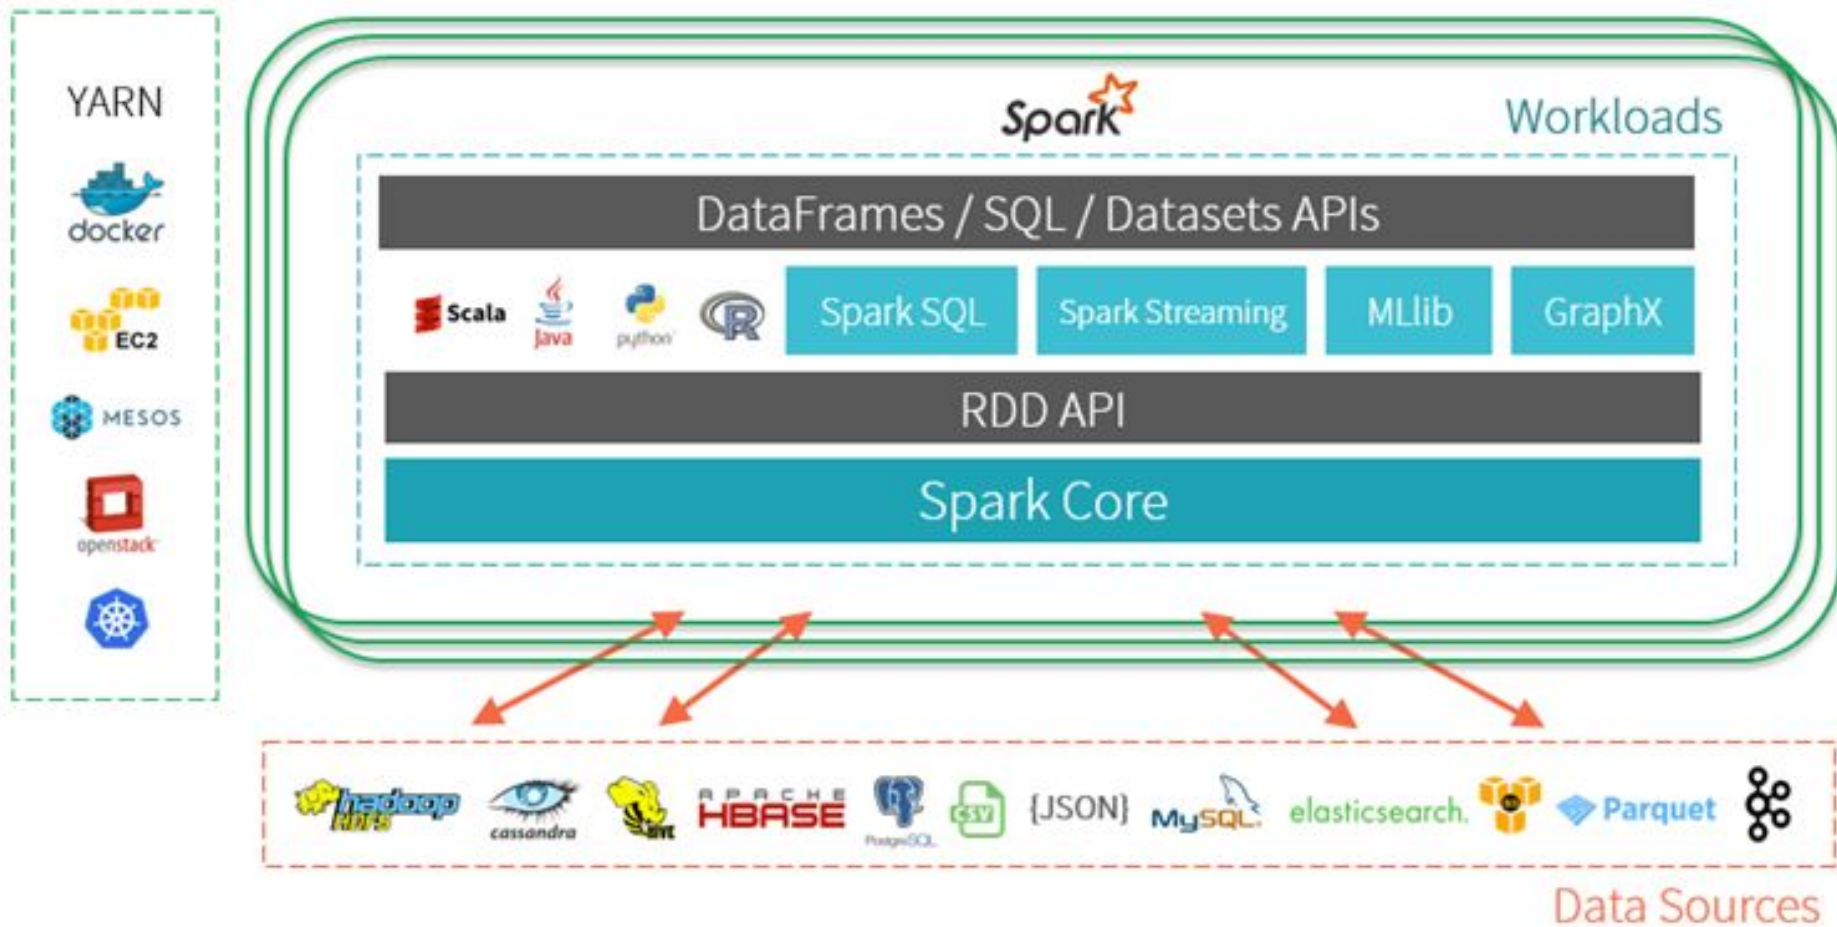 YARN
docker
EC2
MESOS
openstack
Spark
Workloads
DataFrames / SQL / Datasets APIs
Scala
Java
python
R
Spark SQL
Spark Streaming
MLlib
GraphX
RDD API
Spark Core
hadoop
HDFS
cassandra
HIVE
APACHE
HBASE
PostgreSQL
CSV
{JSON}
MySQL
elasticsearch.
Parquet
Data Sources